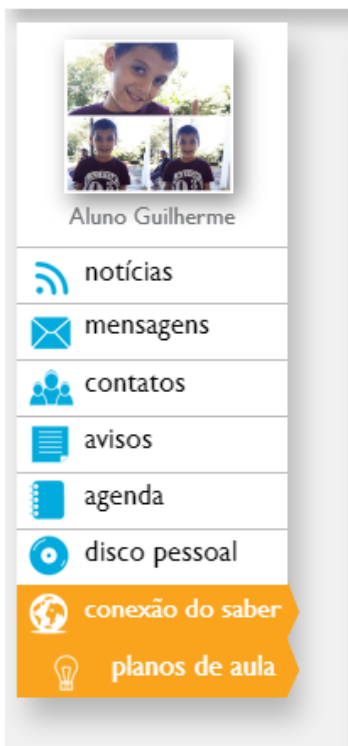 Aluno Guilherme
notícias
mensagens
contatos
avisos
agenda
disco pessoal
conexão do saber
planos de aula